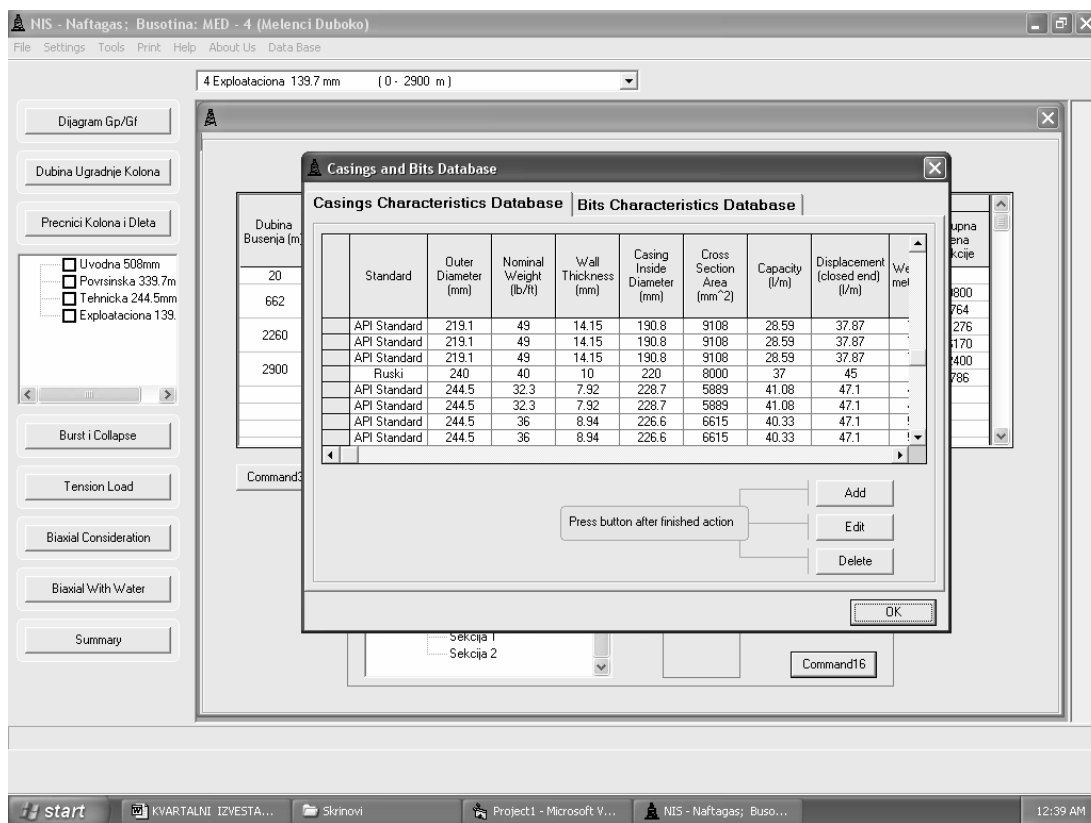 NIS - Naftagas; Busotina: MED - 4 (Melenci Duboko)
File Settings Tools Print Help About Us Data Base
4 Exploataciona 139.7 mm ( 0 - 2900 m )
Dijagram Gp/Gf
Dubina Ugradnje Kolona
Precnici Kolona i Dleta
Uvodna 508mm
Povrsinska 339.7m
Tehnicka 244.5mm
Exploataciona 139.
Burst i Collapse
Tension Load
Biaxial Consideration
Biaxial With Water
Summary
Dubina
Busenja (m
20
662
2260
2900
Command3
Casings and Bits Database
Casings Characteristics Database Bits Characteristics Database
Standard Outer Diameter (mm) Nominal Weight (lb/ft) Wall Thickness (mm) Casing Inside Diameter (mm) Cross Section Area (mm^2) Capacity (l/m) Displacement (closed end) (l/m) We
API Standard 219.1 49 14.15 190.8 9108 28.59 37.87
API Standard 219.1 49 14.15 190.8 9108 28.59 37.87
API Standard 219.1 49 14.15 190.8 9108 28.59 37.87
Ruski 240 40 10 220 8000 37 45
API Standard 244.5 32.3 7.92 228.7 5889 41.08 47.1
API Standard 244.5 32.3 7.92 228.7 5889 41.08 47.1
API Standard 244.5 36 8.94 226.6 6615 40.33 47.1
API Standard 244.5 36 8.94 226.6 6615 40.33 47.1
Press button after finished action
Add
Edit
Delete
OK
upna
ena
kcije
764
276
786
Sekcija 1
Sekcija 2
Command16
start KVARTALNI IZVESTA... Skrinovi Project1 - Microsoft V... NIS - Naftagas; Buso... 12:39 AM